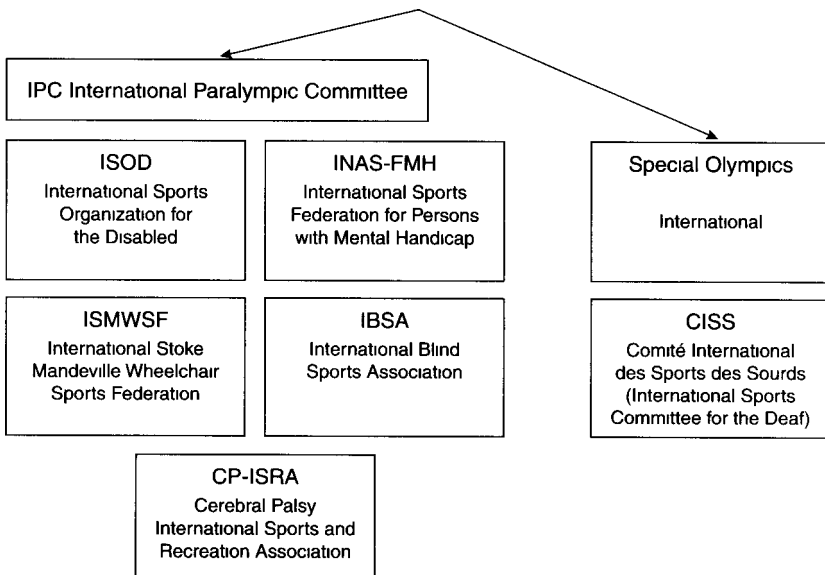 IPC International Paralympic Committee
ISOD
International Sports
Organization for
the Disabled
INAS-FMH
International Sports
Federation for Persons
with Mental Handicap
Special Olympics
International
ISMWSF
International Stoke
Mandeville Wheelchair
Sports Federation
IBSA
International Blind
Sports Association
CISS
Comité International
des Sports des Sourds
(International Sports
Committee for the Deaf)
CP-ISRA
Cerebral Palsy
International Sports and
Recreation Association